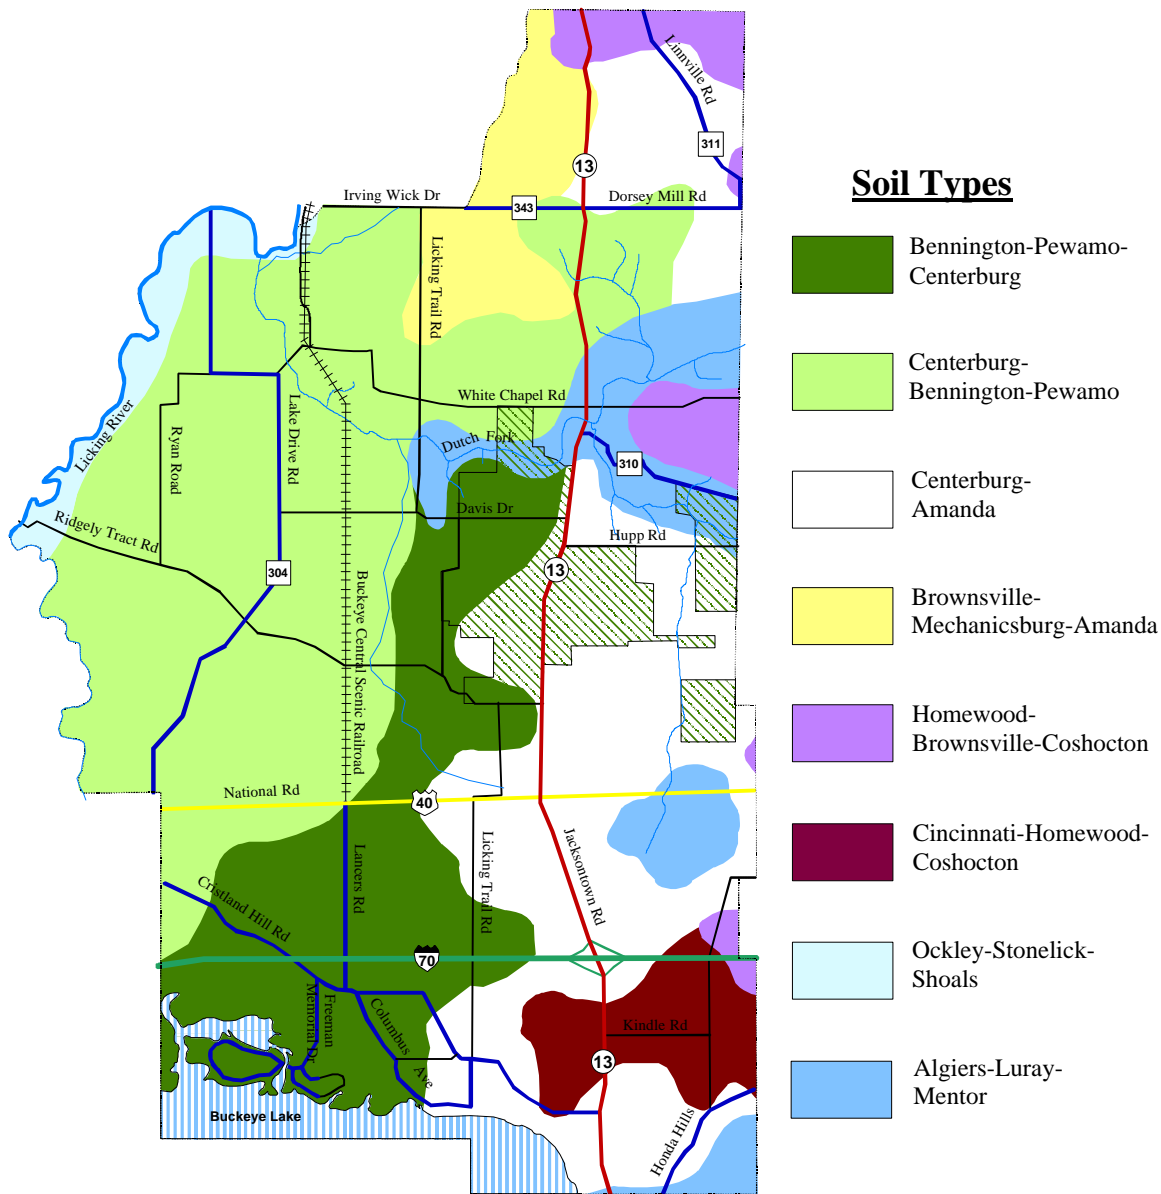 Linnville Rd
311
13
Irving Wick Dr
343
Dorsey Mill Rd
Licking Trail Rd
White Chapel Rd
Licking River
Ryan Road
Lake Drive Rd
Dutch Fork
310
Davis Dr
Hupp Rd
Ridgely Tract Rd
304
13
Buckeye Central Scenic Railroad
National Rd
40
Lancers Rd
Licking Trail Rd
Jacksontown Rd
Cristland Hill Rd
70
Freeman
Memorial Dr
Columbus Ave
Kindle Rd
13
Buckeye Lake
Honda Hills
Soil Types
Bennington-Pewamo-
Centerburg
Centerburg-
Bennington-Pewamo
Centerburg-
Amanda
Brownsville-
Mechanicsburg-Amanda
Homewood-
Brownsville-Coshocton
Cincinnati-Homewood-
Coshocton
Ockley-Stonelick-
Shoals
Algiers-Luray-
Mentor